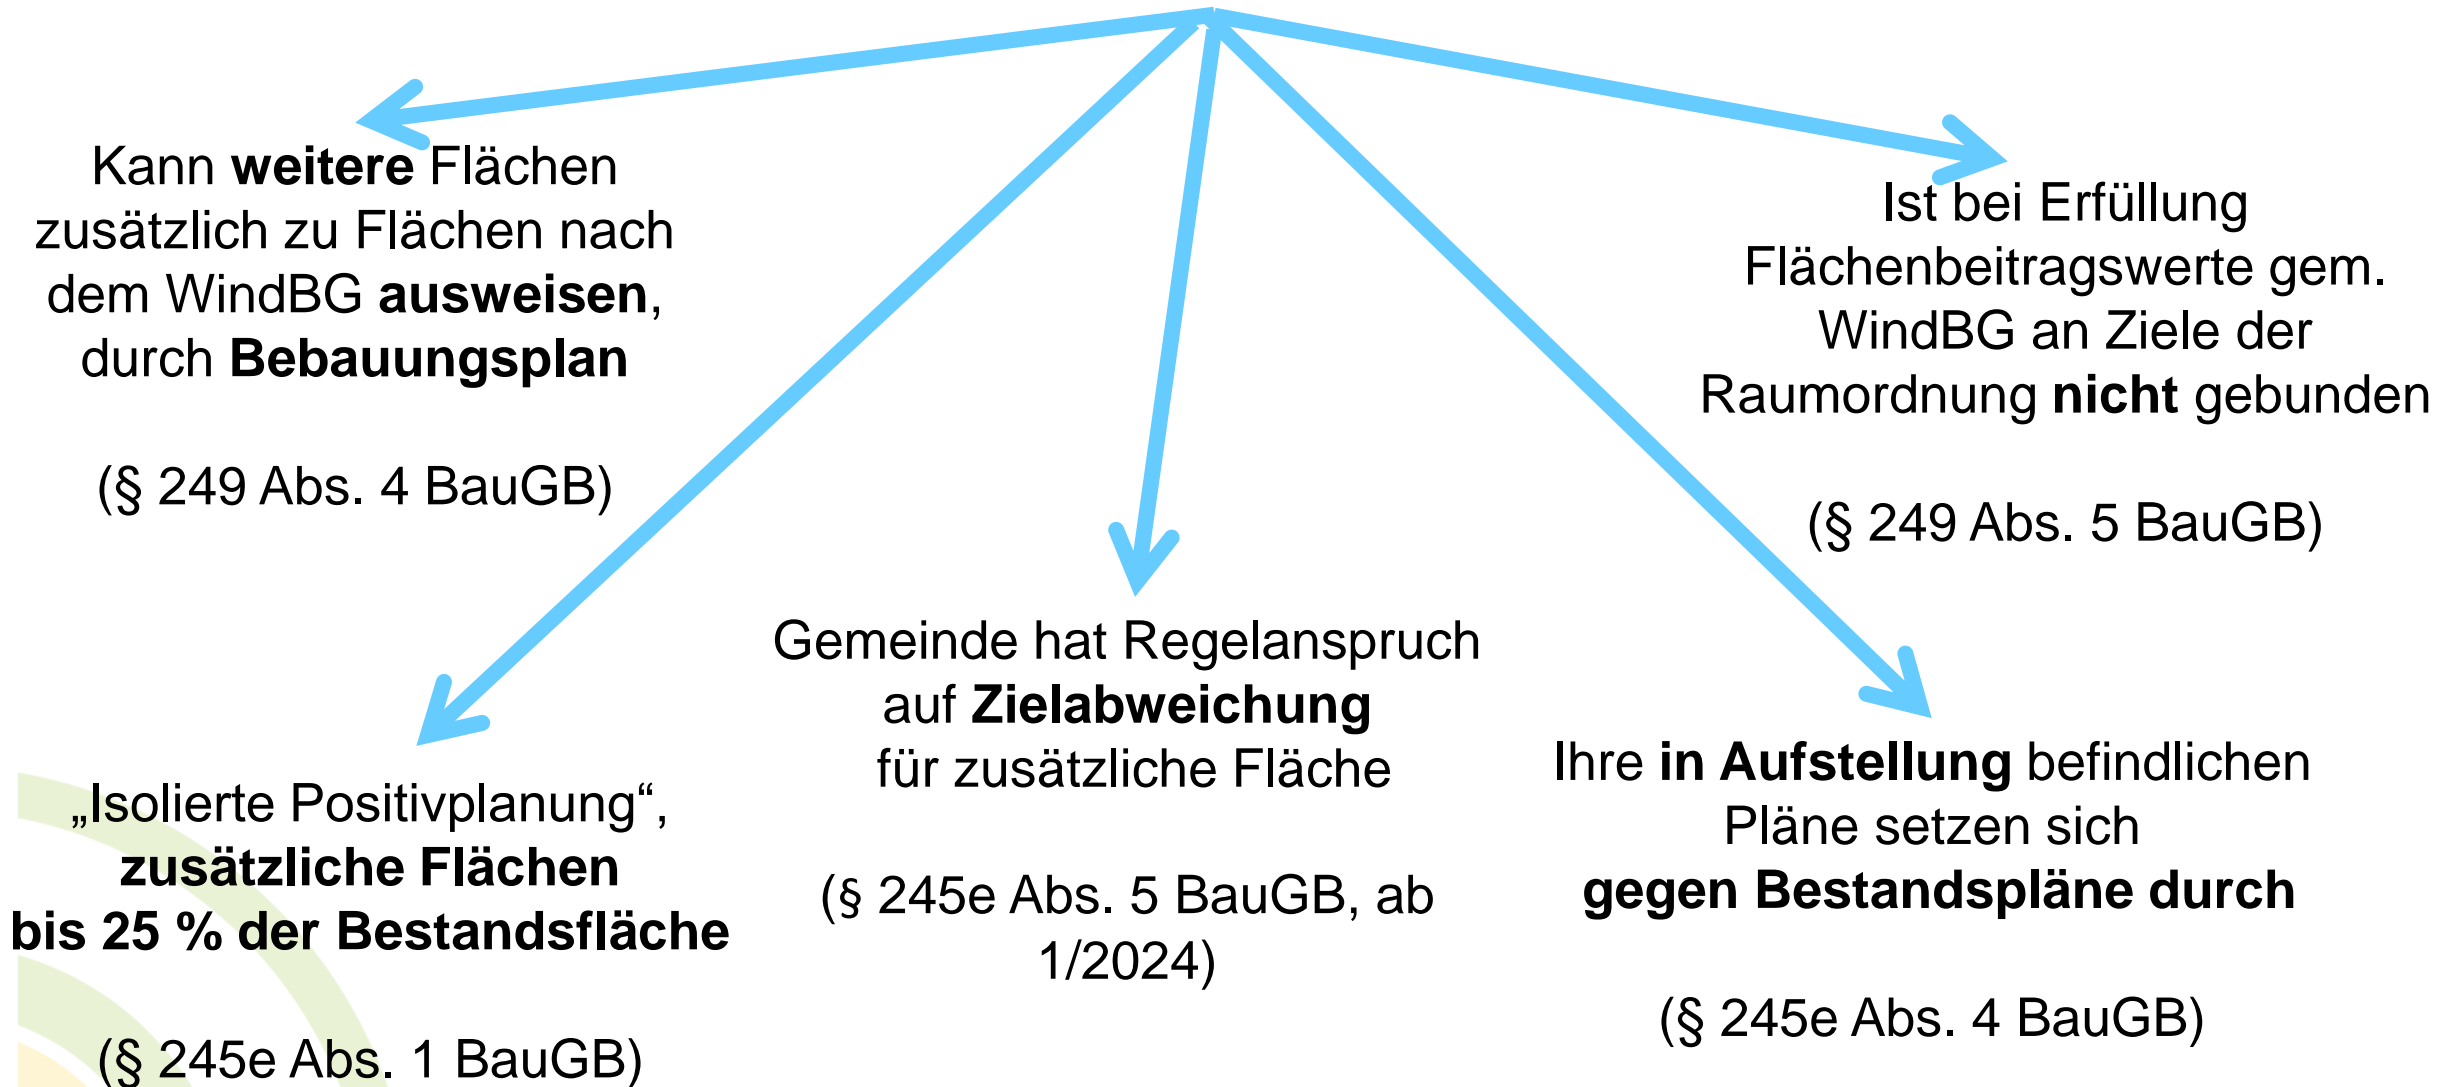 Kann weitere Flächen
zusätzlich zu Flächen nach
dem WindBG ausweisen,
durch Bebauungsplan
(§ 249 Abs. 4 BauGB)
„Isolierte Positivplanung“,
zusätzliche Flächen
bis 25 % der Bestandsfläche
(§ 245e Abs. 1 BauGB)
Gemeinde hat Regelanspruch
auf Zielabweichung
für zusätzliche Fläche
(§ 245e Abs. 5 BauGB, ab
1/2024)
Ihre in Aufstellung befindlichen
Pläne setzen sich
gegen Bestandspläne durch
(§ 245e Abs. 4 BauGB)
Ist bei Erfüllung
Flächenbeitragswerte gem.
WindBG an Ziele der
Raumordnung nicht gebunden
(§ 249 Abs. 5 BauGB)